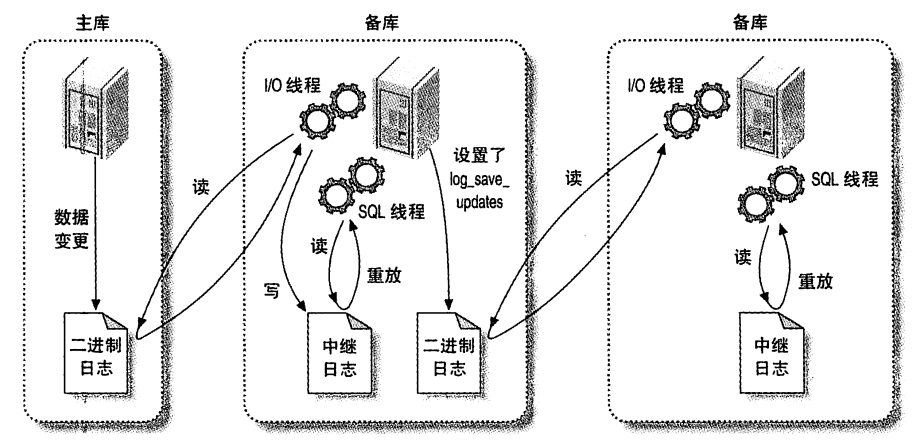 主库
备库
备库
I/O 线程
I/O 线程
设置了
log_save_
updates
读
读
SQL 线程
SQL 线程
数据
变更
读
重放
读
重放
写
二进制
日志
中继
日志
二进制
日志
中继
日志